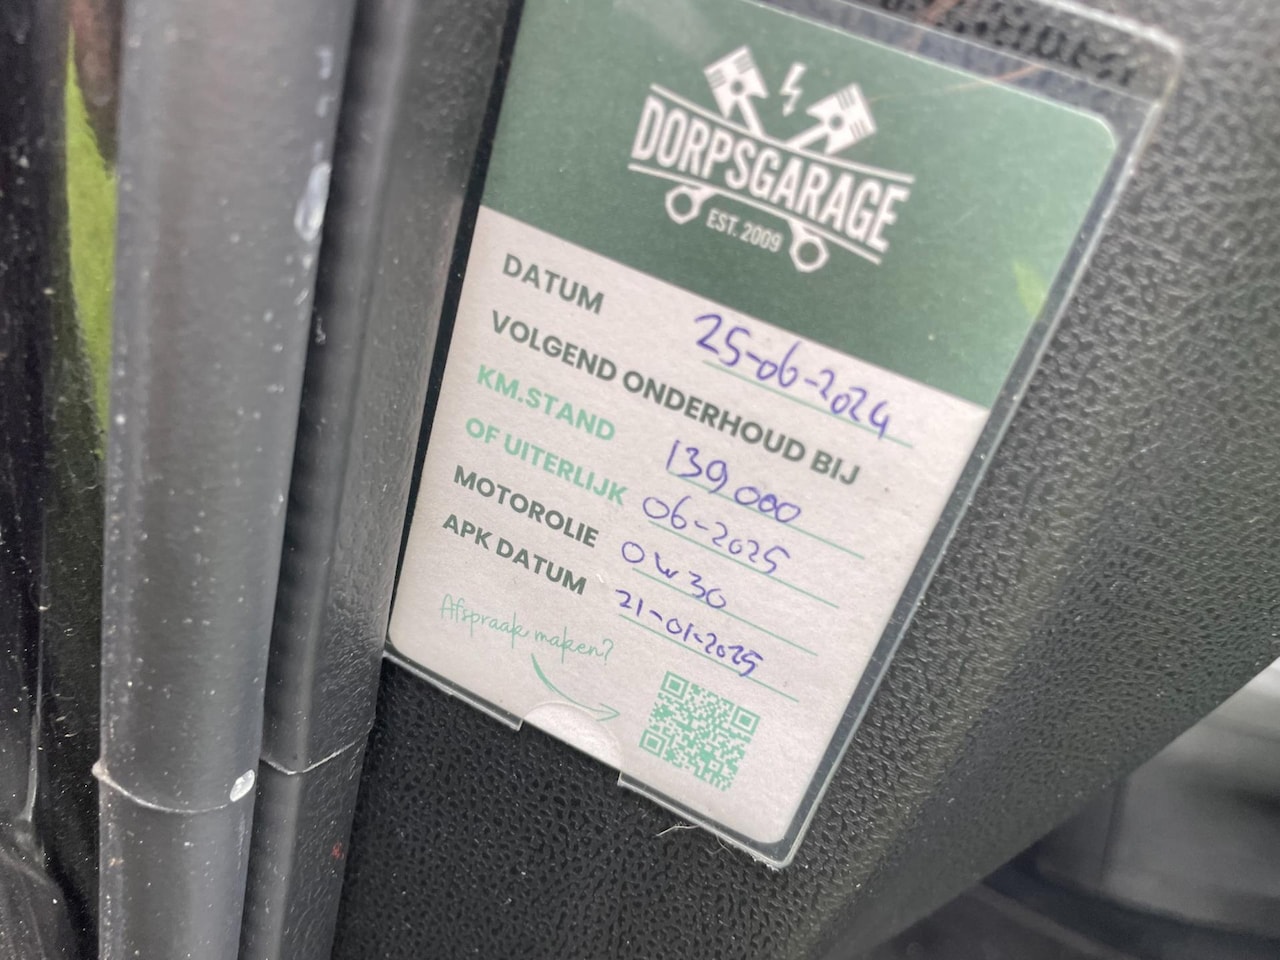 DORPSGARAGE
EST. 2009
DATUM 25-06-2024
VOLGEND ONDERHOUD BIJ
KM.STAND 139,000
OF UITERLIJK 06-2025
MOTOROLIE 0W30
APK DATUM 21-01-2025
Afspraak maken?